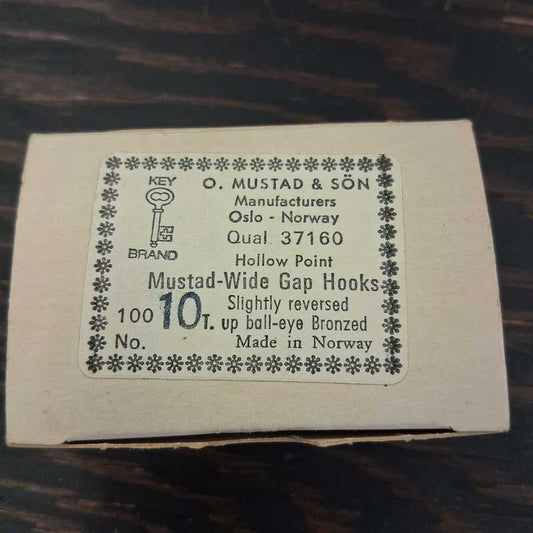 KEY
BRAND
O. MUSTAD & SÖN
Manufacturers
Oslo - Norway
Qual. 37160
Hollow Point
Mustad-Wide Gap Hooks
Slightly reversed
100 10 T. up ball-eye Bronzed
No. Made in Norway